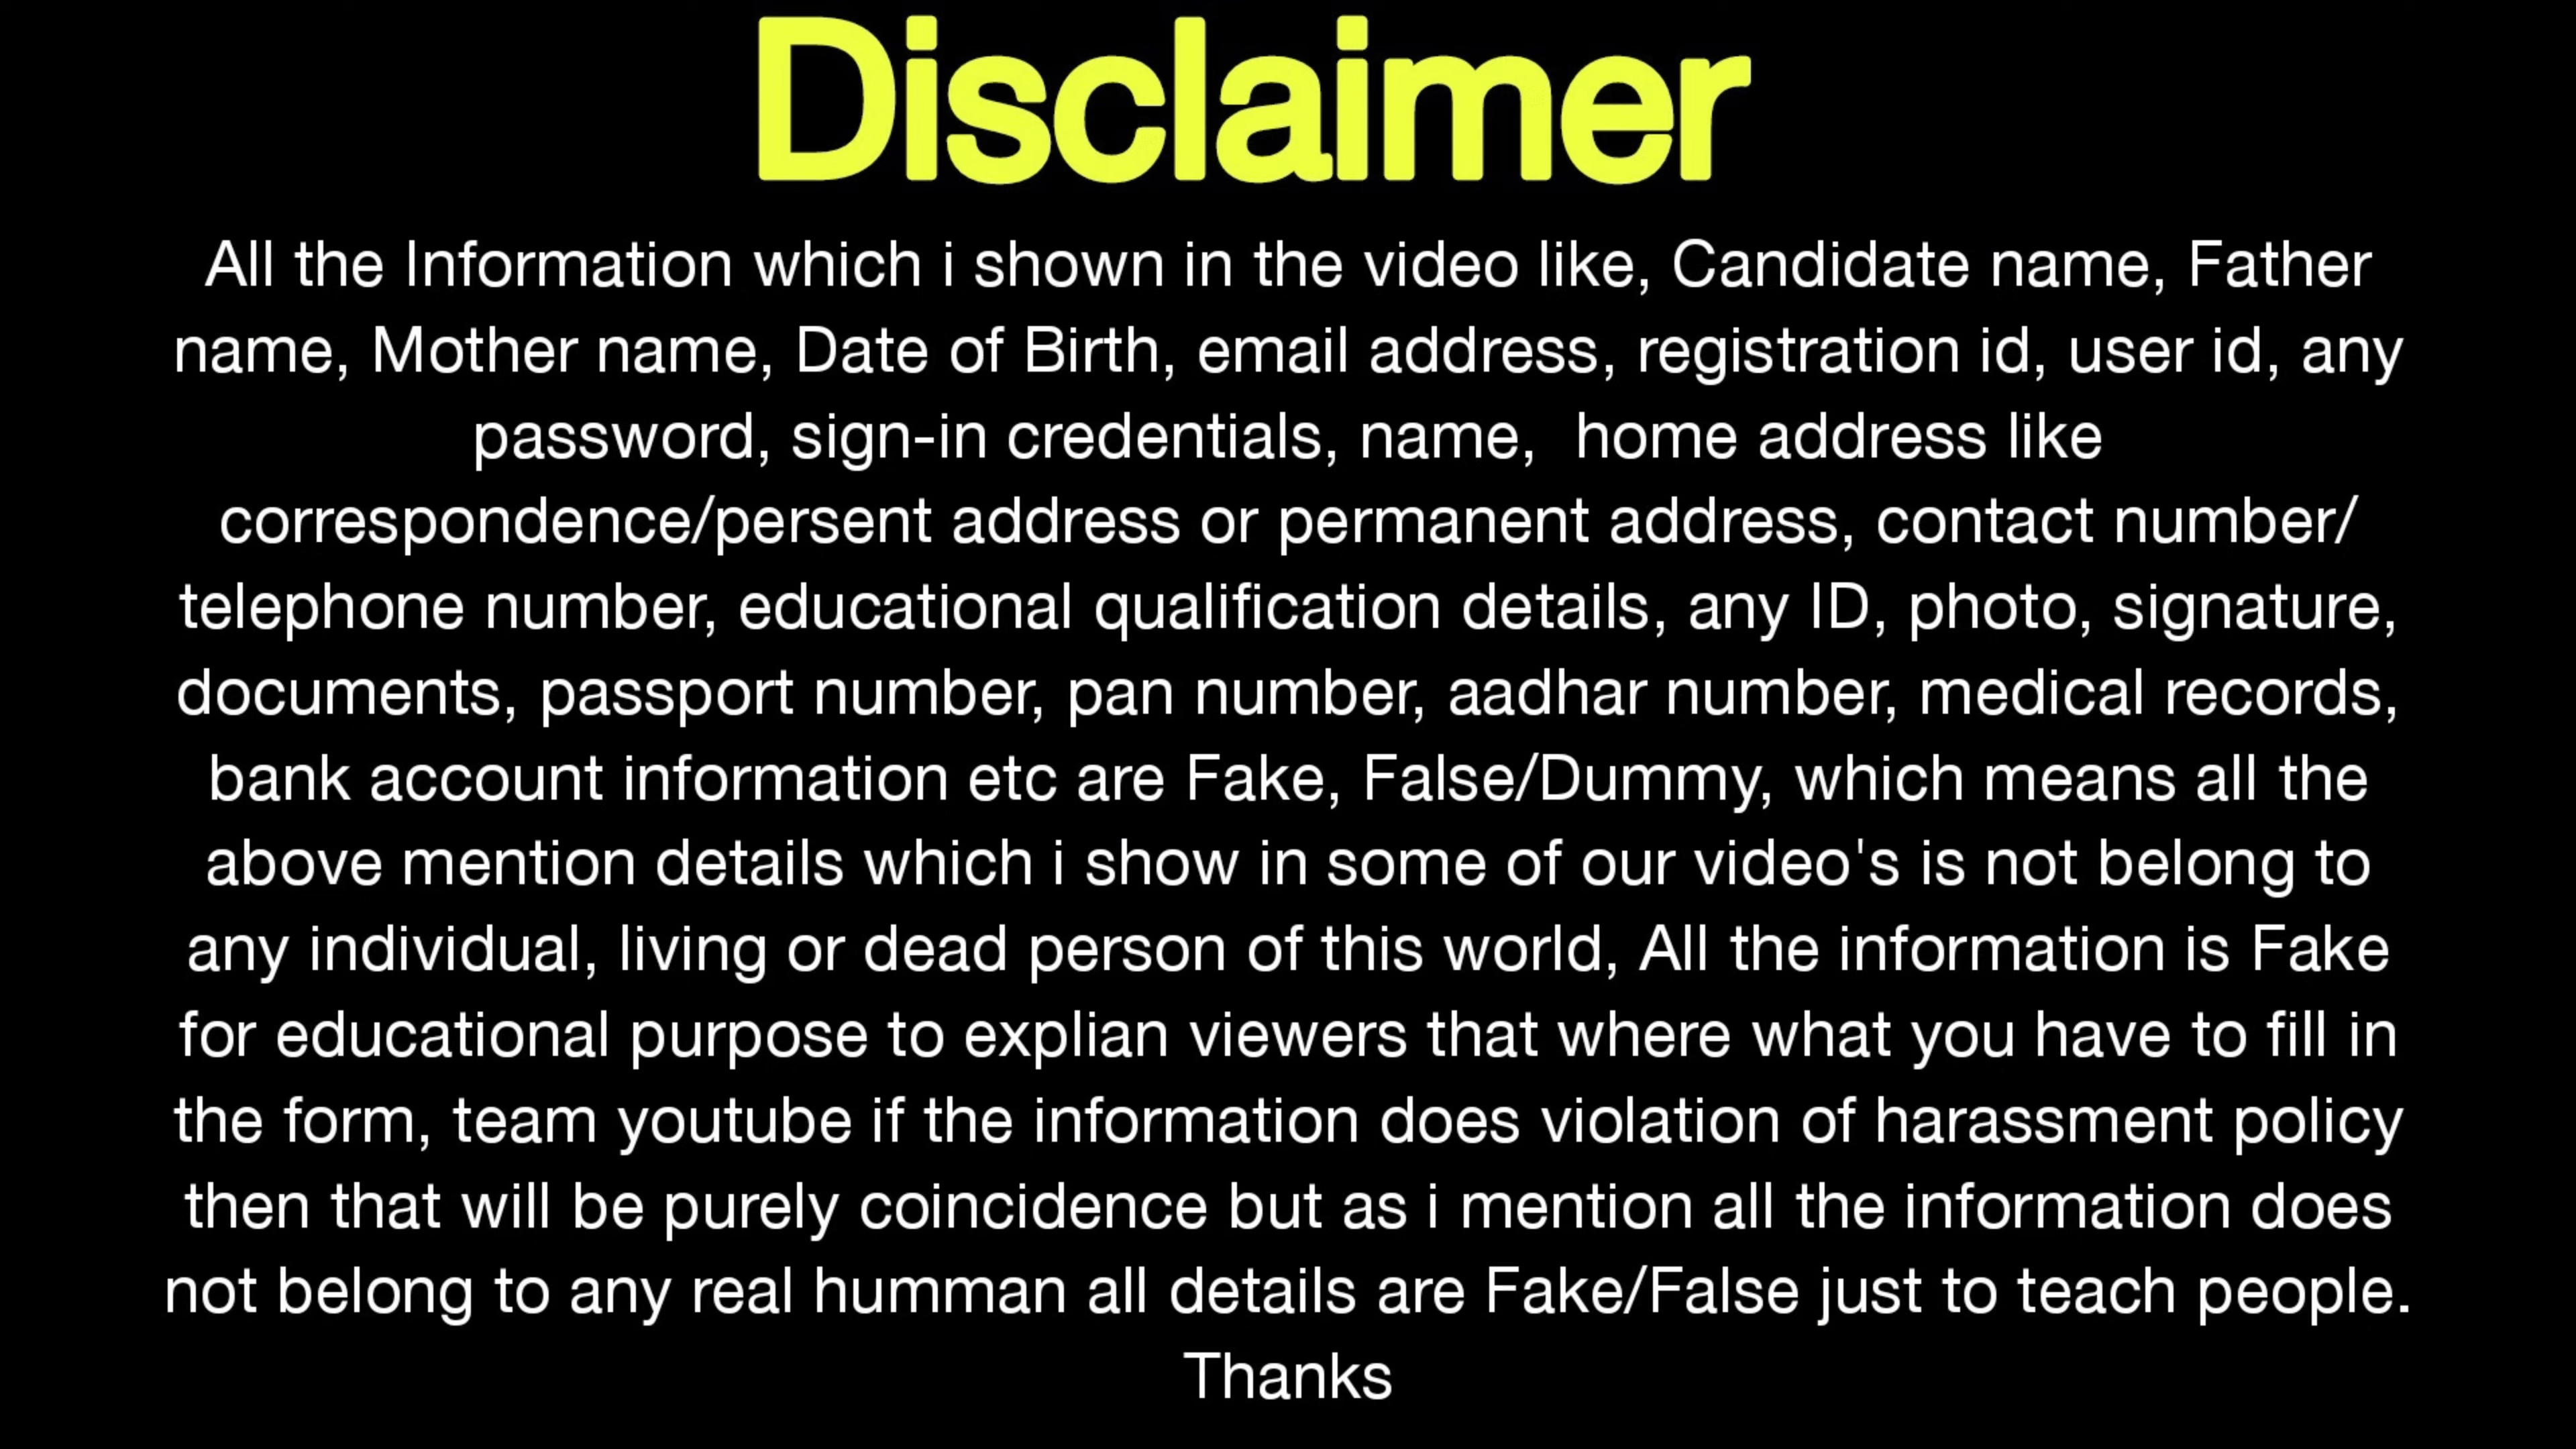 Disclaimer
All the Information which i shown in the video like, Candidate name, Father
name, Mother name, Date of Birth, email address, registration id, user id, any
password, sign-in credentials, name,  home address like
correspondence/persent address or permanent address, contact number/
telephone number, educational qualification details, any ID, photo, signature,
documents, passport number, pan number, aadhar number, medical records,
bank account information etc are Fake, False/Dummy, which means all the
above mention details which i show in some of our video's is not belong to
any individual, living or dead person of this world, All the information is Fake
for educational purpose to explian viewers that where what you have to fill in
the form, team youtube if the information does violation of harassment policy
then that will be purely coincidence but as i mention all the information does
not belong to any real humman all details are Fake/False just to teach people.
Thanks